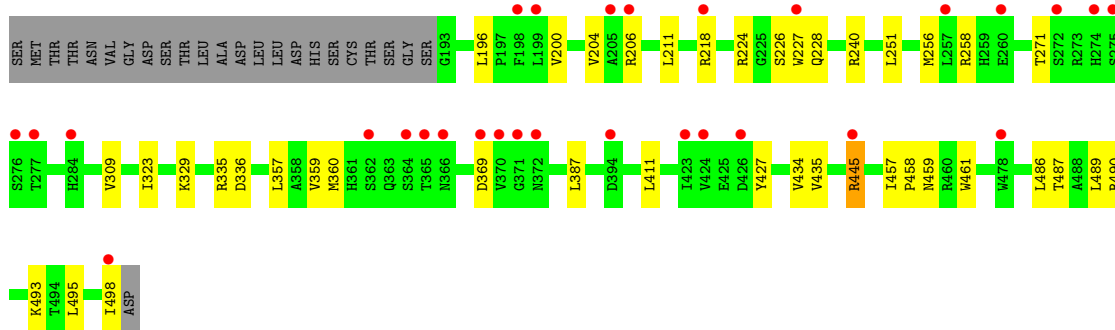 SER MET THR THR ASN VAL GLY ASP SER THR LEU ALA ASP LEU LEU ASP HIS SER CYS THR SER GLY SER G193 L196 P197 F198 L199 V200 V204 A205 R206 L211 R218 R224 G225 S226 W227 Q228 R240 L251 M256 L257 R258 H259 E260 T271 S272 R273 H274 S275
S276 T277 H284 V309 I323 K329 R335 D336 L357 A358 V359 M360 H361 S362 Q363 S364 T365 N366 D369 V370 G371 N372 L387 D394 L411 I423 V424 E425 D426 Y427 V434 V435 R445 I457 P458 N459 R460 W461 W478 L486 T487 A488 L489 R490
K493 T494 L495 I498 ASP